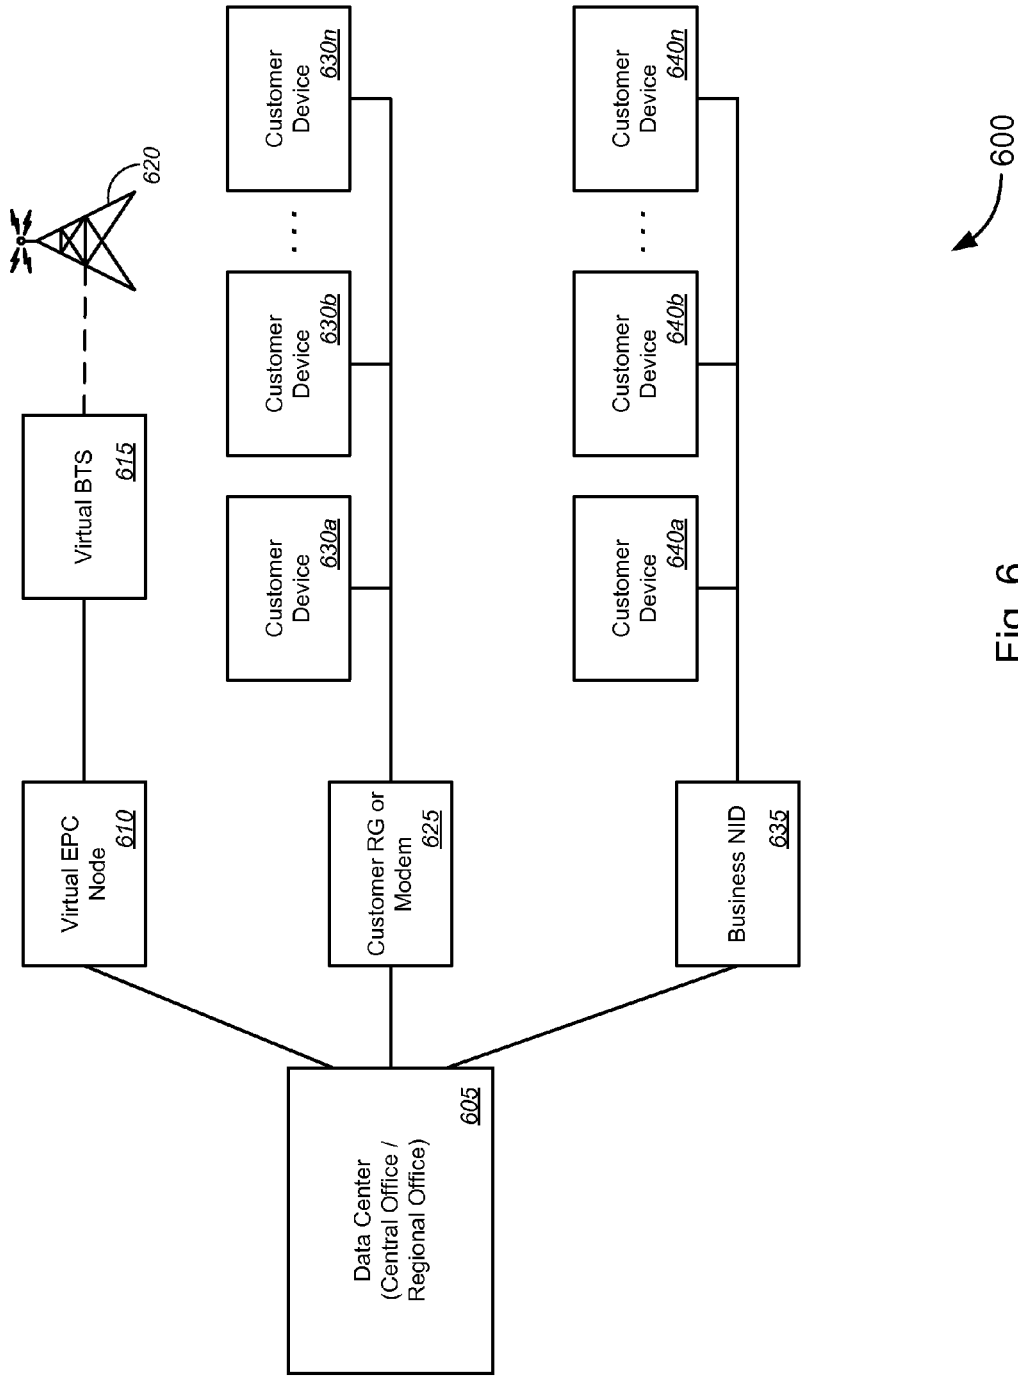 Data Center
(Central Office /
Regional Office)
605
Virtual EPC
Node
610
Virtual BTS
615
620
Customer RG or
Modem
625
Customer
Device
630a
Customer
Device
630b
...
Customer
Device
630n
Business NID
635
Customer
Device
640a
Customer
Device
640b
...
Customer
Device
640n
600
Fig. 6